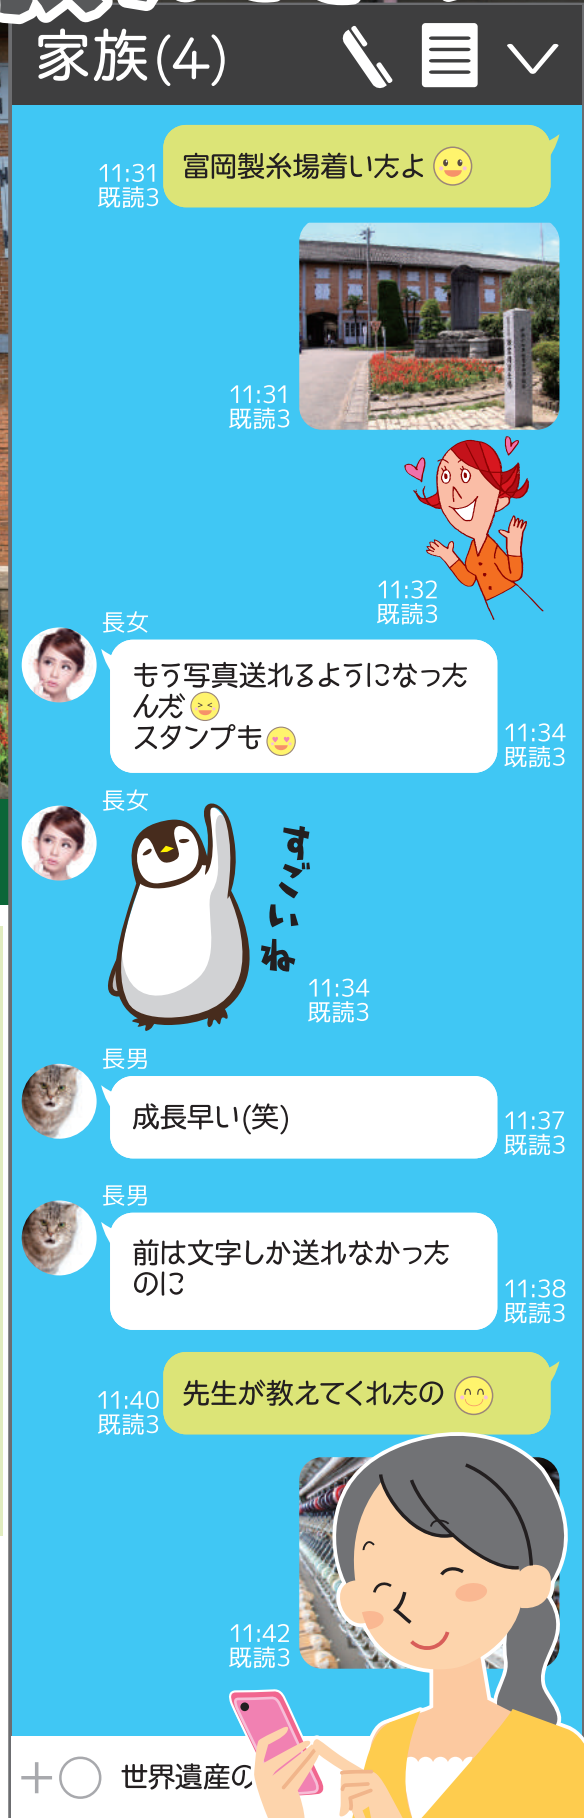 家族(4)
富岡製糸場着いたよ
11:31
既読3
11:31
既読3
11:32
既読3
長女
もう写真送れるようになった
んだ
スタンプも
11:34
既読3
長女
すごいね
11:34
既読3
長男
成長早い(笑)
11:37
既読3
長男
前は文字しか送れなかった
のに
11:38
既読3
先生が教えてくれたの
11:40
既読3
11:42
既読3
世界遺産の